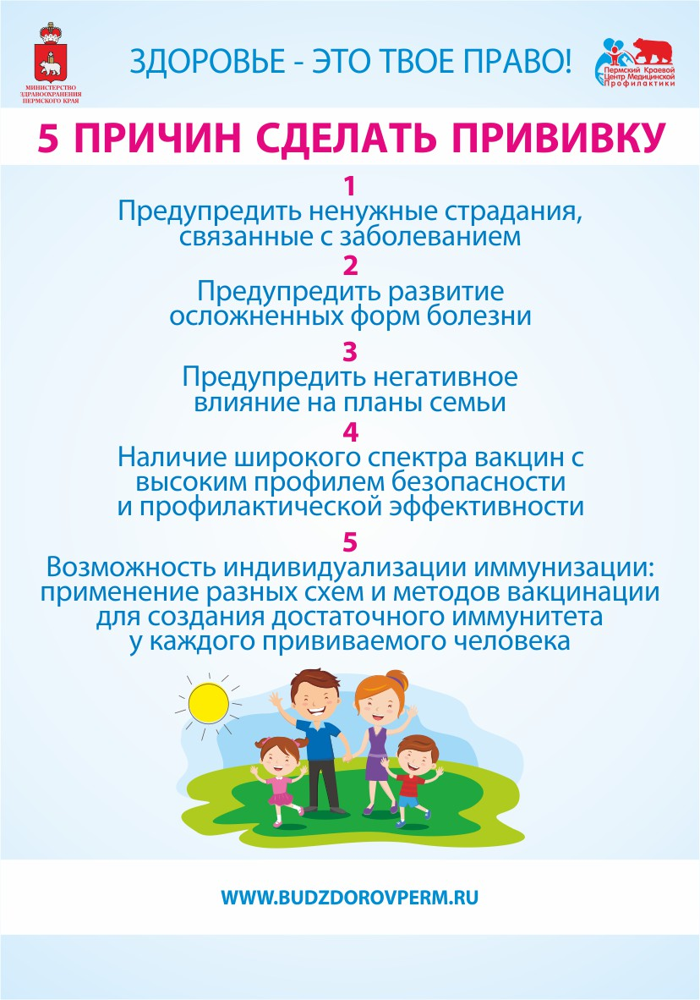 МИНИСТЕРСТВО
ЗДРАВООХРАНЕНИЯ
ПЕРМСКОГО КРАЯ
ЗДОРОВЬЕ - ЭТО ТВОЕ ПРАВО!
Пермский Краевой
Центр Медицинской
Профилактики
5 ПРИЧИН СДЕЛАТЬ ПРИВИВКУ
1
Предупредить ненужные страдания,
связанные с заболеванием
2
Предупредить развитие
осложненных форм болезни
3
Предупредить негативное
влияние на планы семьи
4
Наличие широкого спектра вакцин с
высоким профилем безопасности
и профилактической эффективности
5
Возможность индивидуализации иммунизации:
применение разных схем и методов вакцинации
для создания достаточного иммунитета
у каждого прививаемого человека
WWW.BUDZDOROVPERM.RU